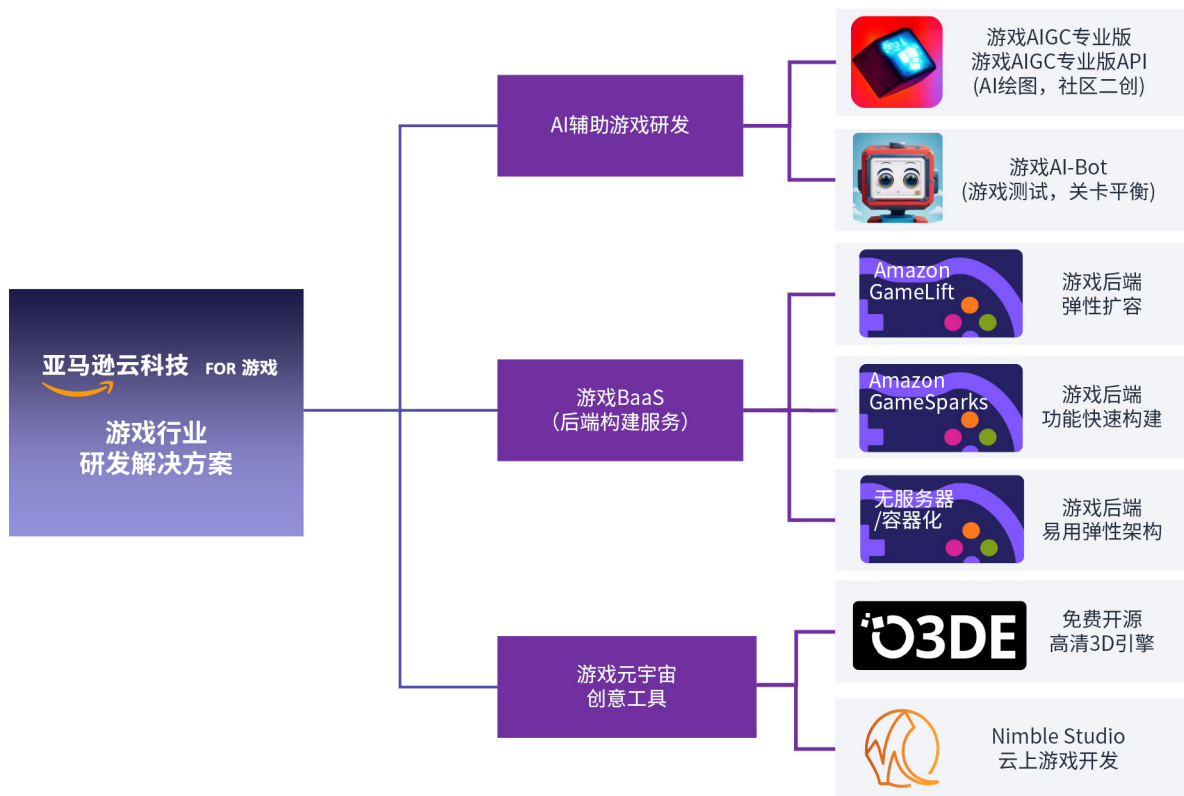 亚马逊云科技 FOR 游戏
游戏行业
研发解决方案
AI辅助游戏研发
游戏AIGC专业版
游戏AIGC专业版API
(AI绘图，社区二创)
游戏AI-Bot
(游戏测试，关卡平衡)
游戏BaaS
（后端构建服务）
Amazon
GameLift
游戏后端
弹性扩容
Amazon
GameSparks
游戏后端
功能快速构建
无服务器
/容器化
游戏后端
易用弹性架构
游戏元宇宙
创意工具
O3DE
免费开源
高清3D引擎
Nimble Studio
云上游戏开发